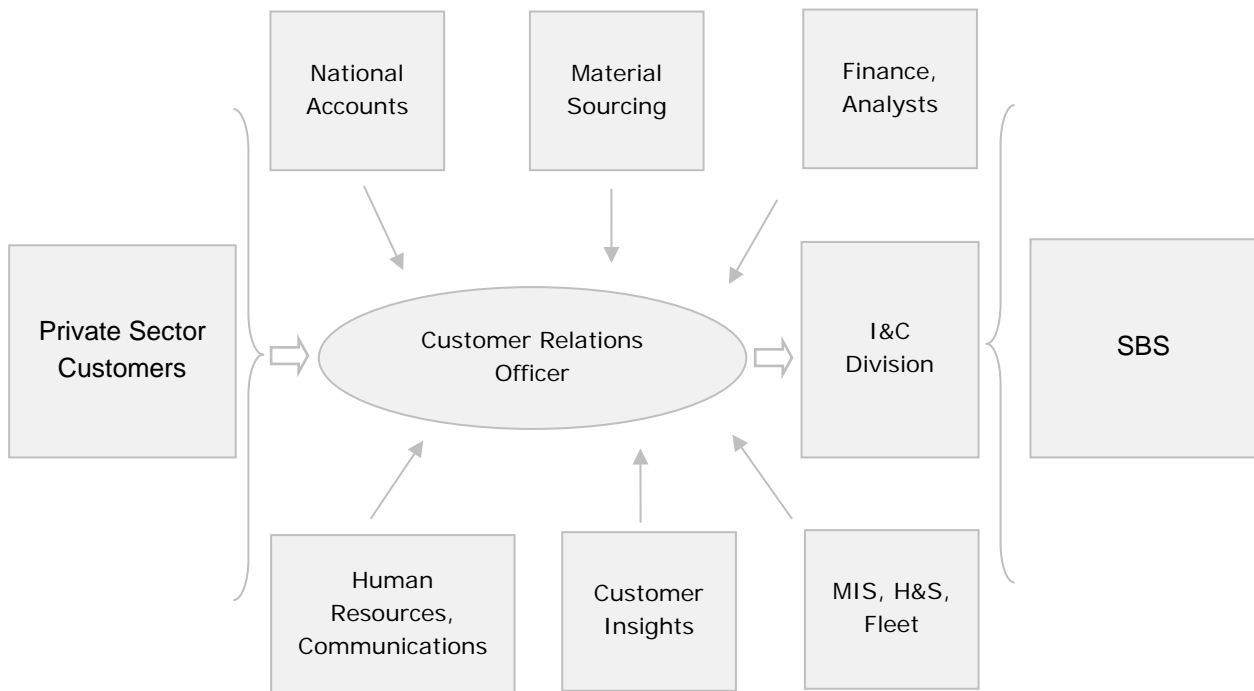 National
Accounts
Material
Sourcing
Finance,
Analysts
Private Sector
Customers
Customer Relations
Officer
I&C
Division
SBS
Human
Resources,
Communications
Customer
Insights
MIS, H&S,
Fleet